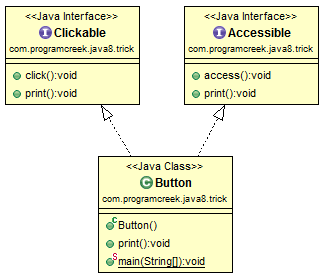 <<Java Interface>>
I Clickable
com.programcreek.java8.trick
click():void
print():void
<<Java Interface>>
I Accessible
com.programcreek.java8.trick
access():void
print():void
<<Java Class>>
C Button
com.programcreek.java8.trick
C Button()
print():void
S main(String[]):void